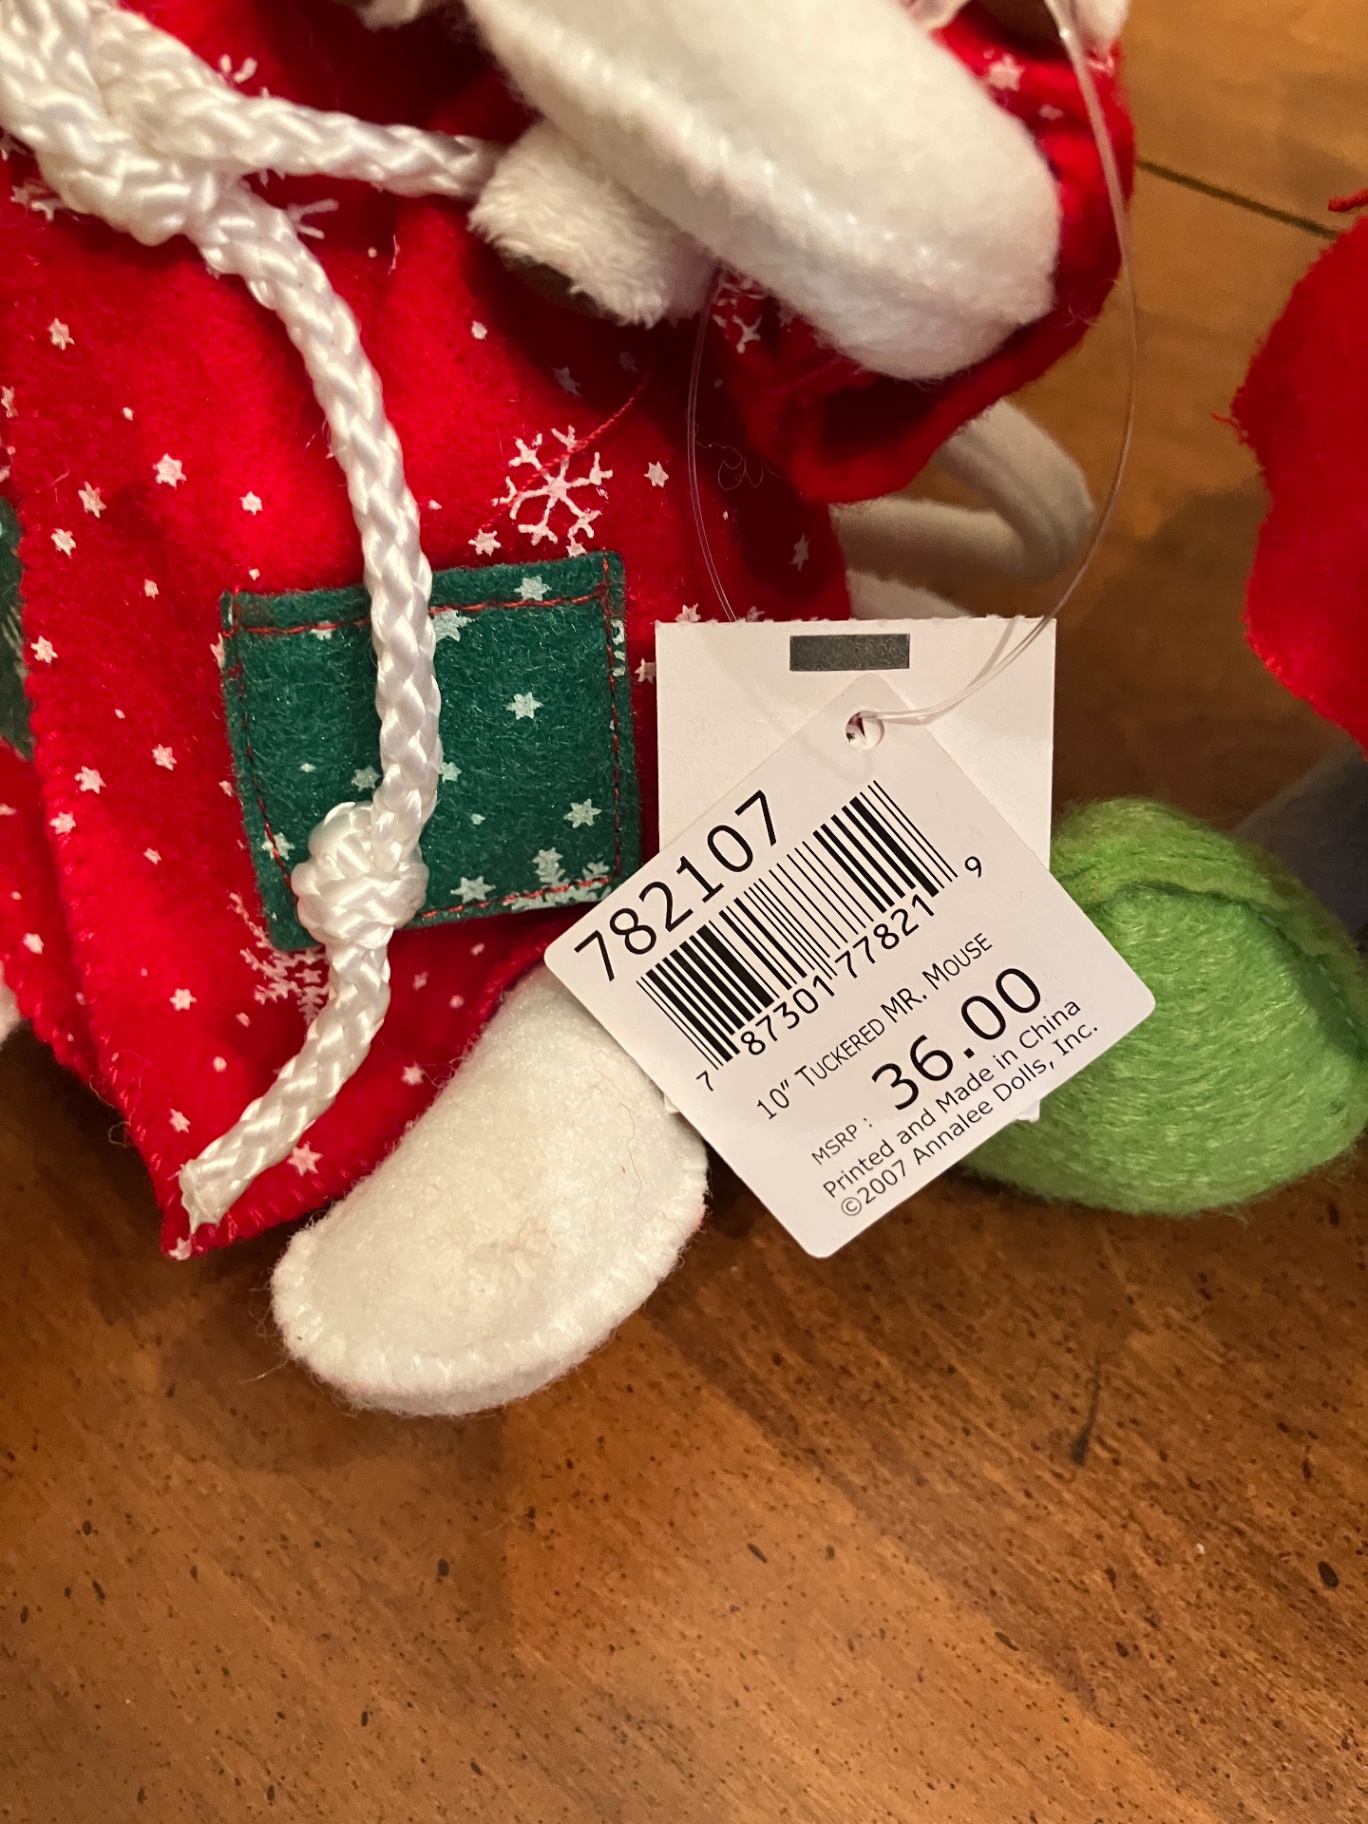 782107
7 87301 77821 9
10" TUCKERED MR. MOUSE
MSRP : 36.00
Printed and Made in China
©2007 Annalee Dolls, Inc.